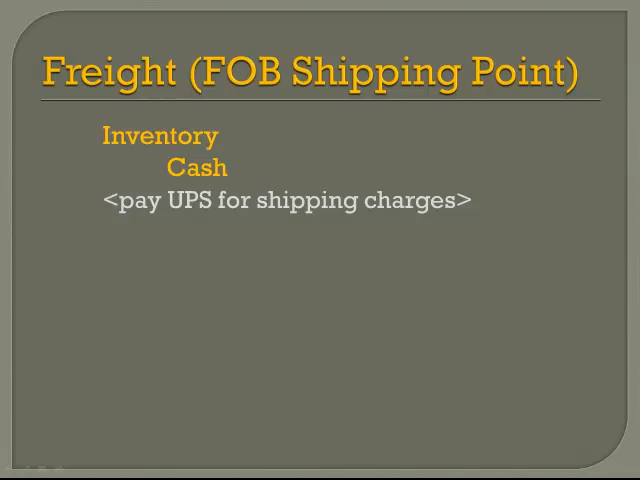 Freight (FOB Shipping Point)
Inventory
Cash
<pay UPS for shipping charges>